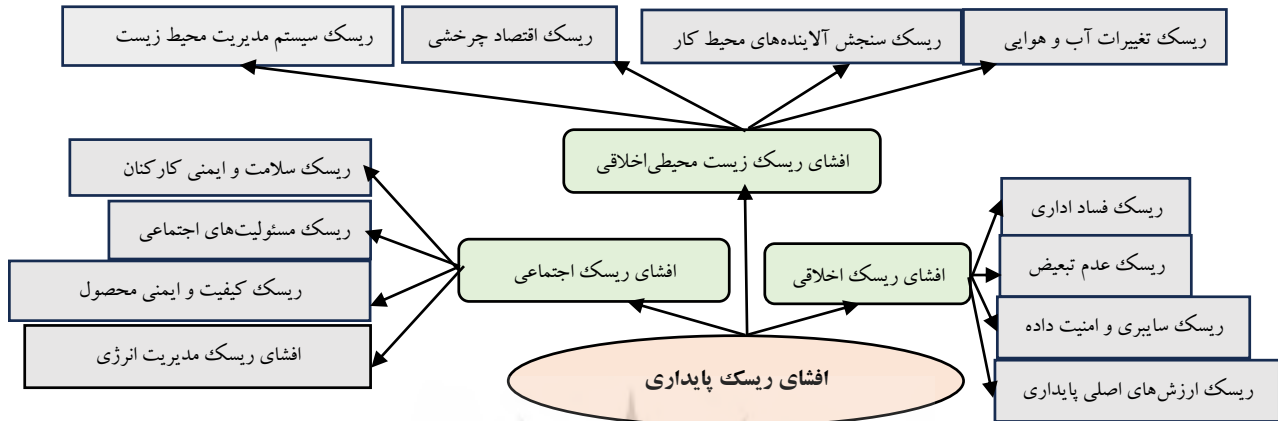 ریسک تغییرات آب و هوایی
ریسک سنجش آلاینده‌های محیط کار
ریسک اقتصاد چرخشی
ریسک سیستم مدیریت محیط زیست
افشای ریسک زیست محیطی‌اخلاقی
ریسک فساد اداری
ریسک عدم تبعیض
ریسک سایبری و امنیت داده
ریسک ارزش‌های اصلی پایداری
افشای ریسک اخلاقی
افشای ریسک اجتماعی
ریسک سلامت و ایمنی کارکنان
ریسک مسئولیت‌های اجتماعی
ریسک کیفیت و ایمنی محصول
افشای ریسک مدیریت انرژی
افشای ریسک پایداری